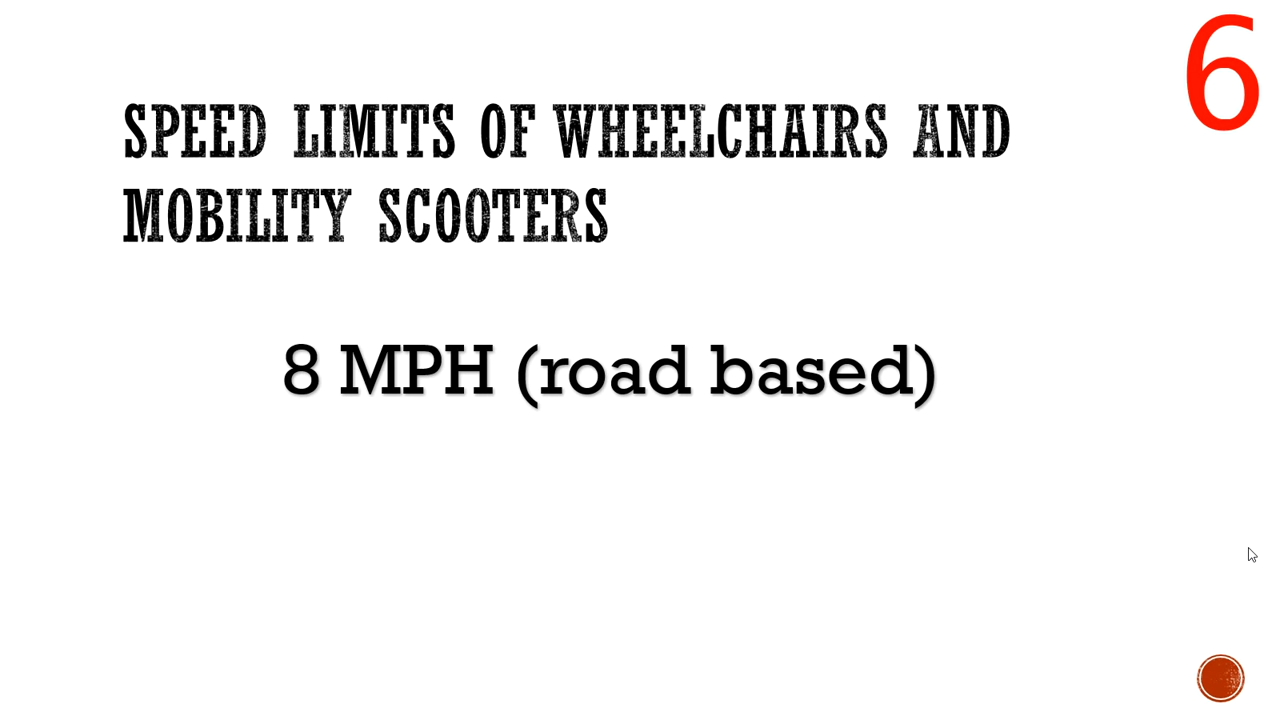 6
SPEED LIMITS OF WHEELCHAIRS AND
MOBILITY SCOOTERS
8 MPH (road based)